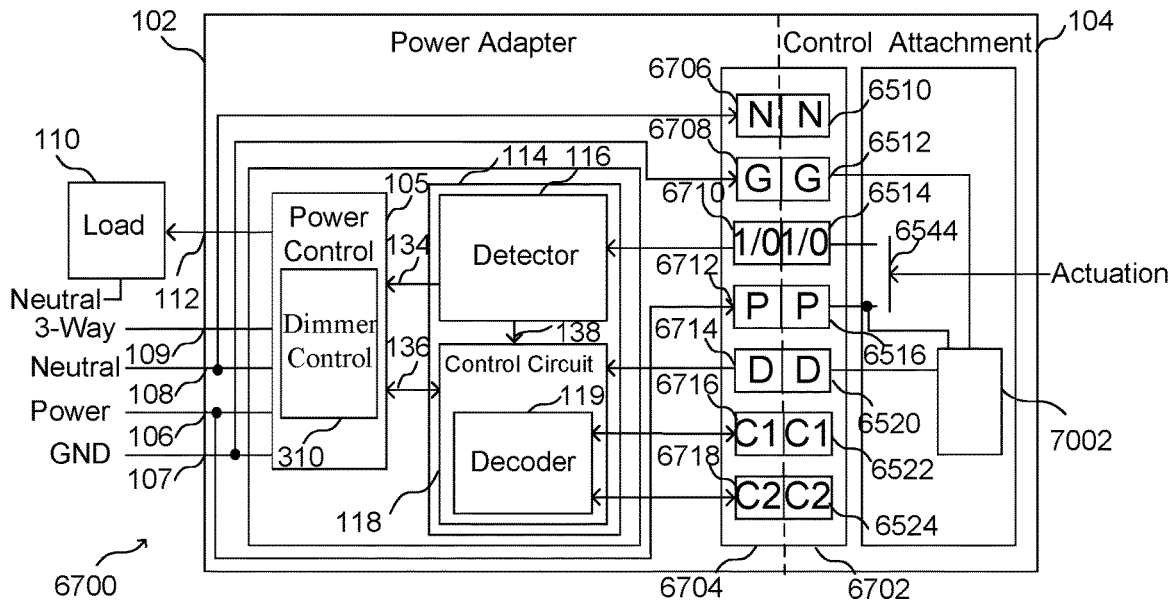 102
Power Adapter
Control Attachment
104
6706
N N
6510
6708
G G
6512
110
114
116
6710
1/0 1/0
6514
Load
105
Power
Control
134
Detector
6544
Actuation
112
6712
P P
6516
Neutral
3-Way
109
Dimmer
Control
138
6714
Neutral
108
136
Control Circuit
D D
6520
7002
Power
106
119
6716
C1 C1
6522
GND
107
310
Decoder
6718
C2 C2
6524
118
6700
6704
6702